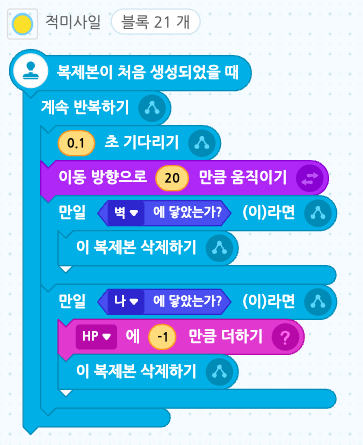 적미사일 블록 21 개
복제본이 처음 생성되었을 때
계속 반복하기
0.1 초 기다리기
이동 방향으로 20 만큼 움직이기
만일 벽 에 닿았는가? (이)라면
이 복제본 삭제하기
만일 나 에 닿았는가? (이)라면
HP 에 -1 만큼 더하기 ?
이 복제본 삭제하기